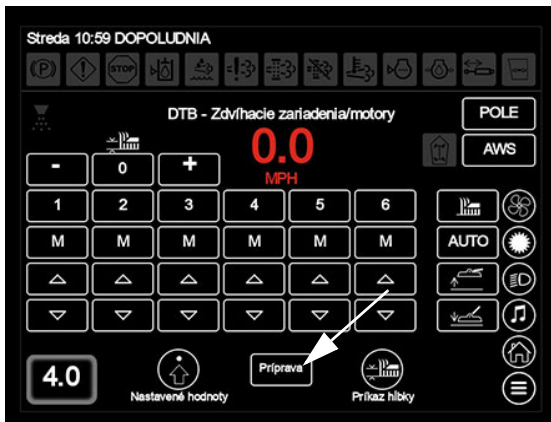 Streda 10:59 DOPOLUDNIA
(P) STOP
DTB - Zdvíhacie zariadenia/motory
POLE
0.0
AWS
- 0 +
MPH
1 2 3 4 5 6
M M M M M M AUTO
4.0
Príprava
Nastavené hodnoty
Príkaz hĺbky